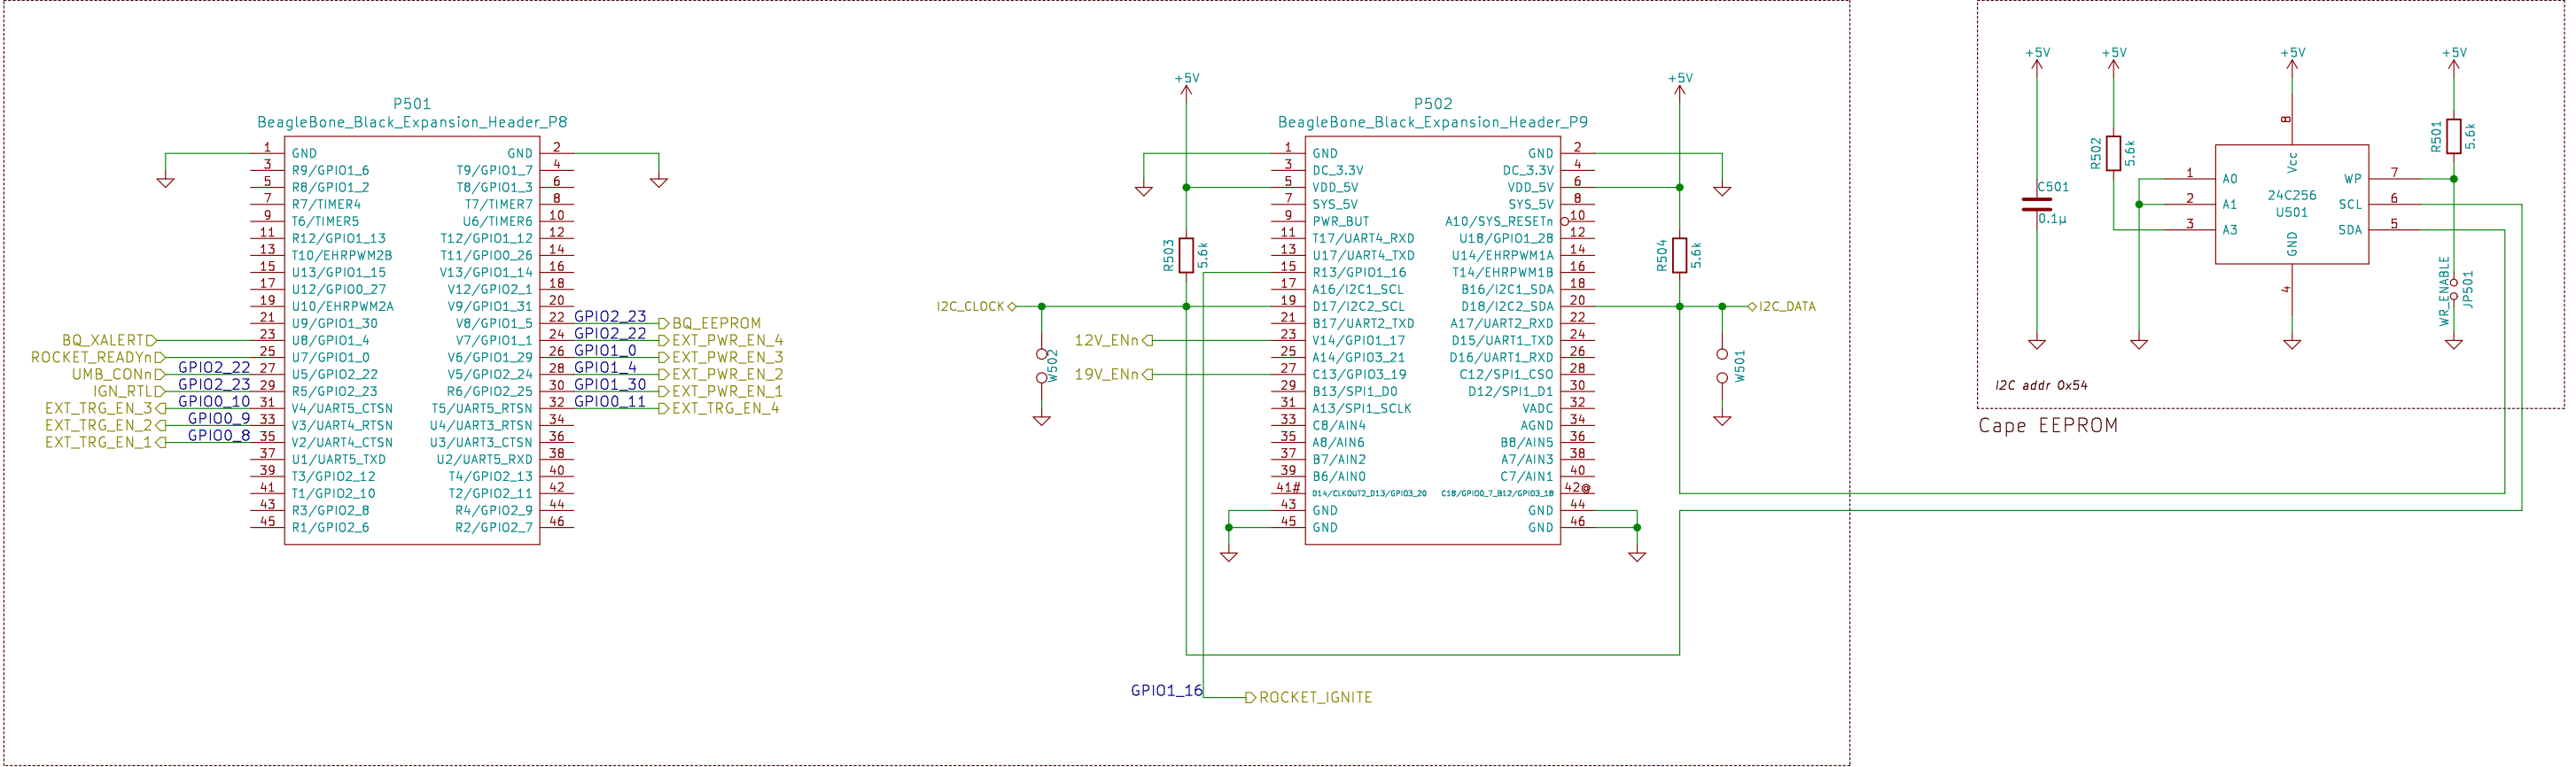 P501
BeagleBone_Black_Expansion_Header_P8
1 GND GND 2
3 R9/GPIO1_6 T9/GPIO1_7 4
5 R8/GPIO1_2 T8/GPIO1_3 6
7 R7/TIMER4 T7/TIMER7 8
9 T6/TIMER5 U6/TIMER6 10
11 R12/GPIO1_13 T12/GPIO1_12 12
13 T10/EHRPWM2B T11/GPIO0_26 14
15 U13/GPIO1_15 V13/GPIO1_14 16
17 U12/GPIO0_27 V12/GPIO2_1 18
19 U10/EHRPWM2A V9/GPIO1_31 20
21 U9/GPIO1_30 V8/GPIO1_5 22 GPIO2_23 BQ_EEPROM
BQ_XALERT 23 U8/GPIO1_4 V7/GPIO1_1 24 GPIO2_22 EXT_PWR_EN_4
ROCKET_READYn 25 U7/GPIO1_0 V6/GPIO1_29 26 GPIO1_0 EXT_PWR_EN_3
UMB_CONn GPIO2_22 27 U5/GPIO2_22 V5/GPIO2_24 28 GPIO1_4 EXT_PWR_EN_2
IGN_RTL GPIO2_23 29 R5/GPIO2_23 R6/GPIO2_25 30 GPIO1_30 EXT_PWR_EN_1
EXT_TRG_EN_3 GPIO0_10 31 V4/UART5_CTSN T5/UART5_RTSN 32 GPIO0_11 EXT_TRG_EN_4
EXT_TRG_EN_2 GPIO0_9 33 V3/UART4_RTSN U4/UART3_RTSN 34
EXT_TRG_EN_1 GPIO0_8 35 V2/UART4_CTSN U3/UART3_CTSN 36
37 U1/UART5_TXD U2/UART5_RXD 38
39 T3/GPIO2_12 T4/GPIO2_13 40
41 T1/GPIO2_10 T2/GPIO2_11 42
43 R3/GPIO2_8 R4/GPIO2_9 44
45 R1/GPIO2_6 R2/GPIO2_7 46
+5V +5V
P502
BeagleBone_Black_Expansion_Header_P9
1 GND GND 2
3 DC_3.3V DC_3.3V 4
5 VDD_5V VDD_5V 6
7 SYS_5V SYS_5V 8
9 PWR_BUT A10/SYS_RESETn 10
11 T17/UART4_RXD U18/GPIO1_28 12
13 U17/UART4_TXD U14/EHRPWM1A 14
15 R13/GPIO1_16 T14/EHRPWM1B 16
17 A16/I2C1_SCL B16/I2C1_SDA 18
I2C_CLOCK 19 D17/I2C2_SCL D18/I2C2_SDA 20 I2C_DATA
21 B17/UART2_TXD A17/UART2_RXD 22
12V_ENn 23 V14/GPIO1_17 D15/UART1_TXD 24
25 A14/GPIO3_21 D16/UART1_RXD 26
19V_ENn 27 C13/GPIO3_19 C12/SPI1_CSO 28
29 B13/SPI1_D0 D12/SPI1_D1 30
31 A13/SPI1_SCLK VADC 32
33 C8/AIN4 AGND 34
35 A8/AIN6 B8/AIN5 36
37 B7/AIN2 A7/AIN3 38
39 B6/AIN0 C7/AIN1 40
41# D14/CLKOUT2_D13/GPIO3_20 C18/GPIO0_7_B12/GPIO3_18 42@
43 GND GND 44
45 GND GND 46
R503 5.6k
R504 5.6k
W502
W501
GPIO1_16 ROCKET_IGNITE
+5V +5V +5V +5V
C501
0.1µ
R502 5.6k
R501 5.6k
8 Vcc
1 A0 WP 7
24C256
2 A1 SCL 6
U501
3 A3 SDA 5
GND 4
WR_ENABLE
JP501
I2C addr 0x54
Cape EEPROM